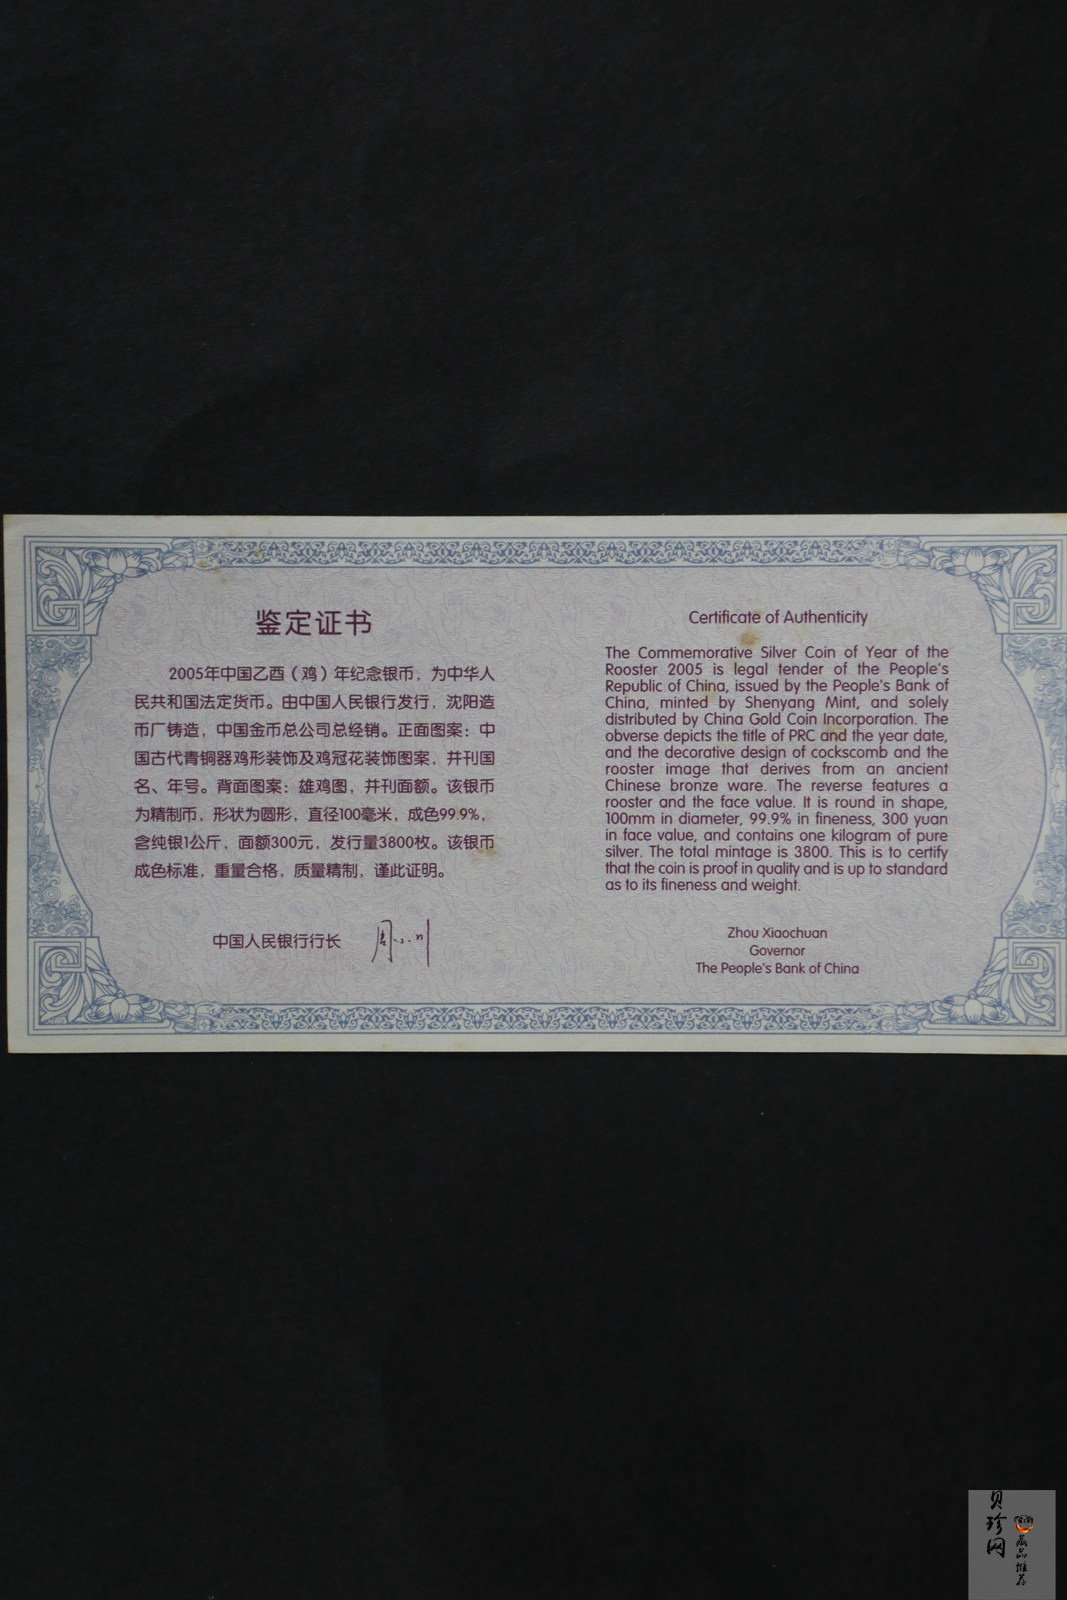 鉴定证书
2005年中国乙酉（鸡）年纪念银币，为中华人
民共和国法定货币。由中国人民银行发行，沈阳造
币厂铸造，中国金币总公司总经销。正面图案：中
国古代青铜器鸡形装饰及鸡冠花装饰图案，并刊国
名、年号。背面图案：雄鸡图，并刊面额。该银币
为精制币，形状为圆形，直径100毫米，成色99.9%，
含纯银1公斤，面额300元，发行量3800枚。该银币
成色标准，重量合格，质量精制，谨此证明。
中国人民银行行长 周小川
Certificate of Authenticity
The Commemorative Silver Coin of Year of the
Rooster 2005 is legal tender of the People's
Republic of China, issued by the People's Bank of
China, minted by Shenyang Mint, and solely
distributed by China Gold Coin Incorporation. The
obverse depicts the title of PRC and the year date,
and the decorative design of cockscomb and the
rooster image that derives from an ancient
Chinese bronze ware. The reverse features a
rooster and the face value. It is round in shape,
100mm in diameter, 99.9% in fineness, 300 yuan
in face value, and contains one kilogram of pure
silver. The total mintage is 3800. This is to certify
that the coin is proof in quality and is up to standard
as to its fineness and weight.
Zhou Xiaochuan
Governor
The People's Bank of China
贝珍网
藏品推荐